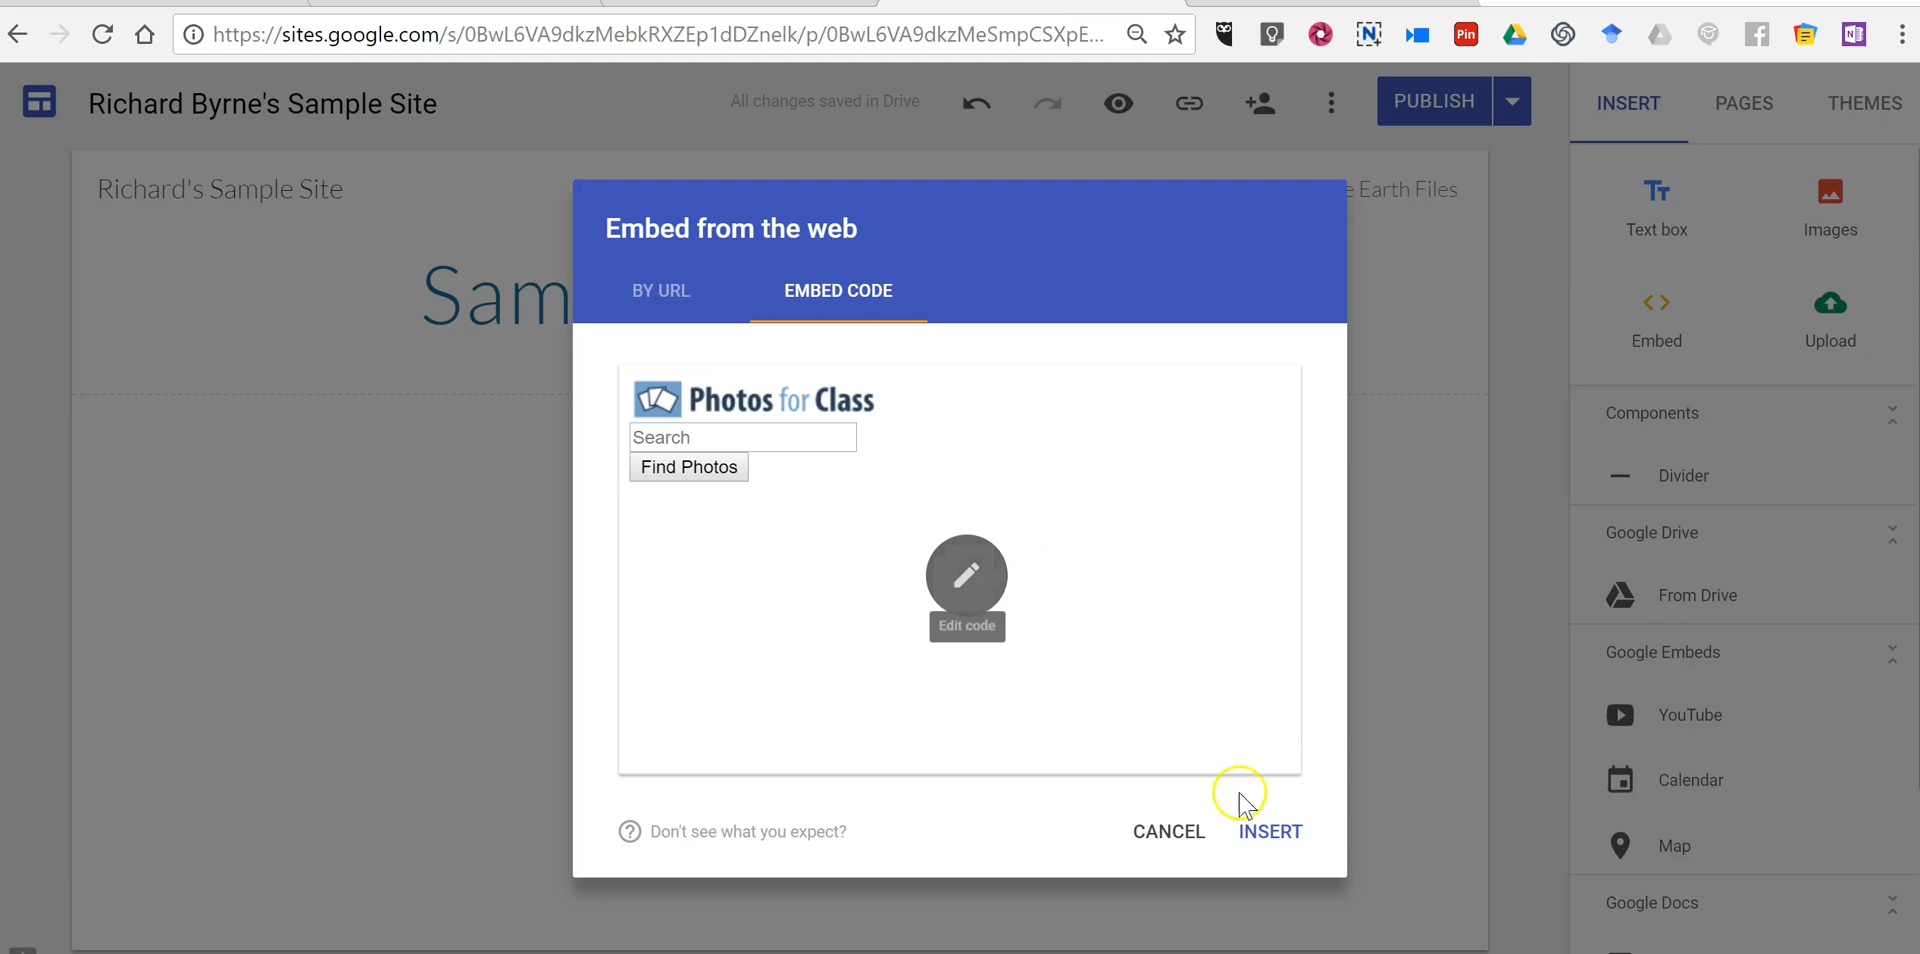 https://sites.google.com/s/0BwL6VA9dkzMebkRXZEp1dDZnelk/p/0BwL6VA9dkzMeSmpCSXpE...
Pin
N
Richard Byrne's Sample Site
All changes saved in Drive
PUBLISH
INSERT
PAGES
THEMES
Richard's Sample Site
e Earth Files
Sam
Embed from the web
BY URL
EMBED CODE
Photos for Class
Search
Find Photos
Edit code
Don't see what you expect?
CANCEL
INSERT
Tт
Text box
Images
Embed
Upload
Components
Divider
Google Drive
From Drive
Google Embeds
YouTube
Calendar
Map
Google Docs